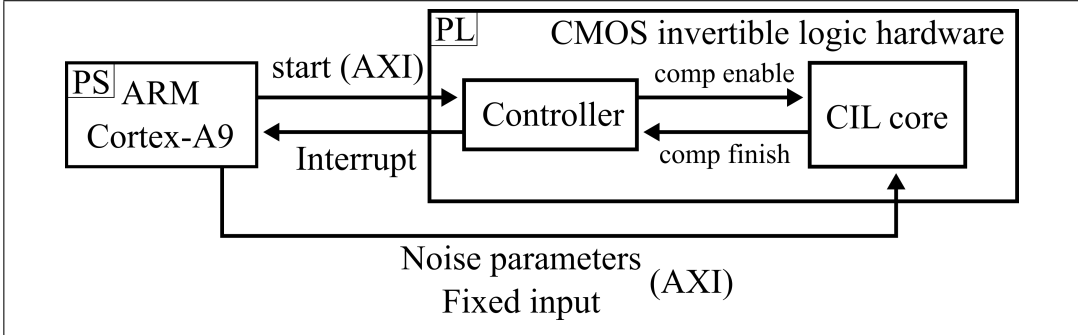 PS
ARM
Cortex-A9
start (AXI)
Interrupt
PL
CMOS invertible logic hardware
Controller
comp enable
comp finish
CIL core
Noise parameters
Fixed input
(AXI)